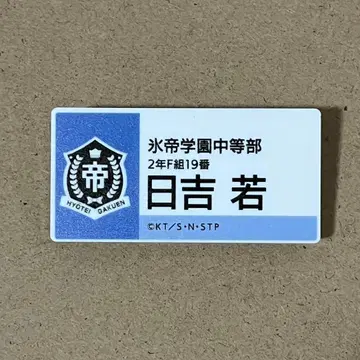 帝
HYOTEI GAKUEN
氷帝学園中等部
2年F組19番
日吉 若
©KT/S・N・STP